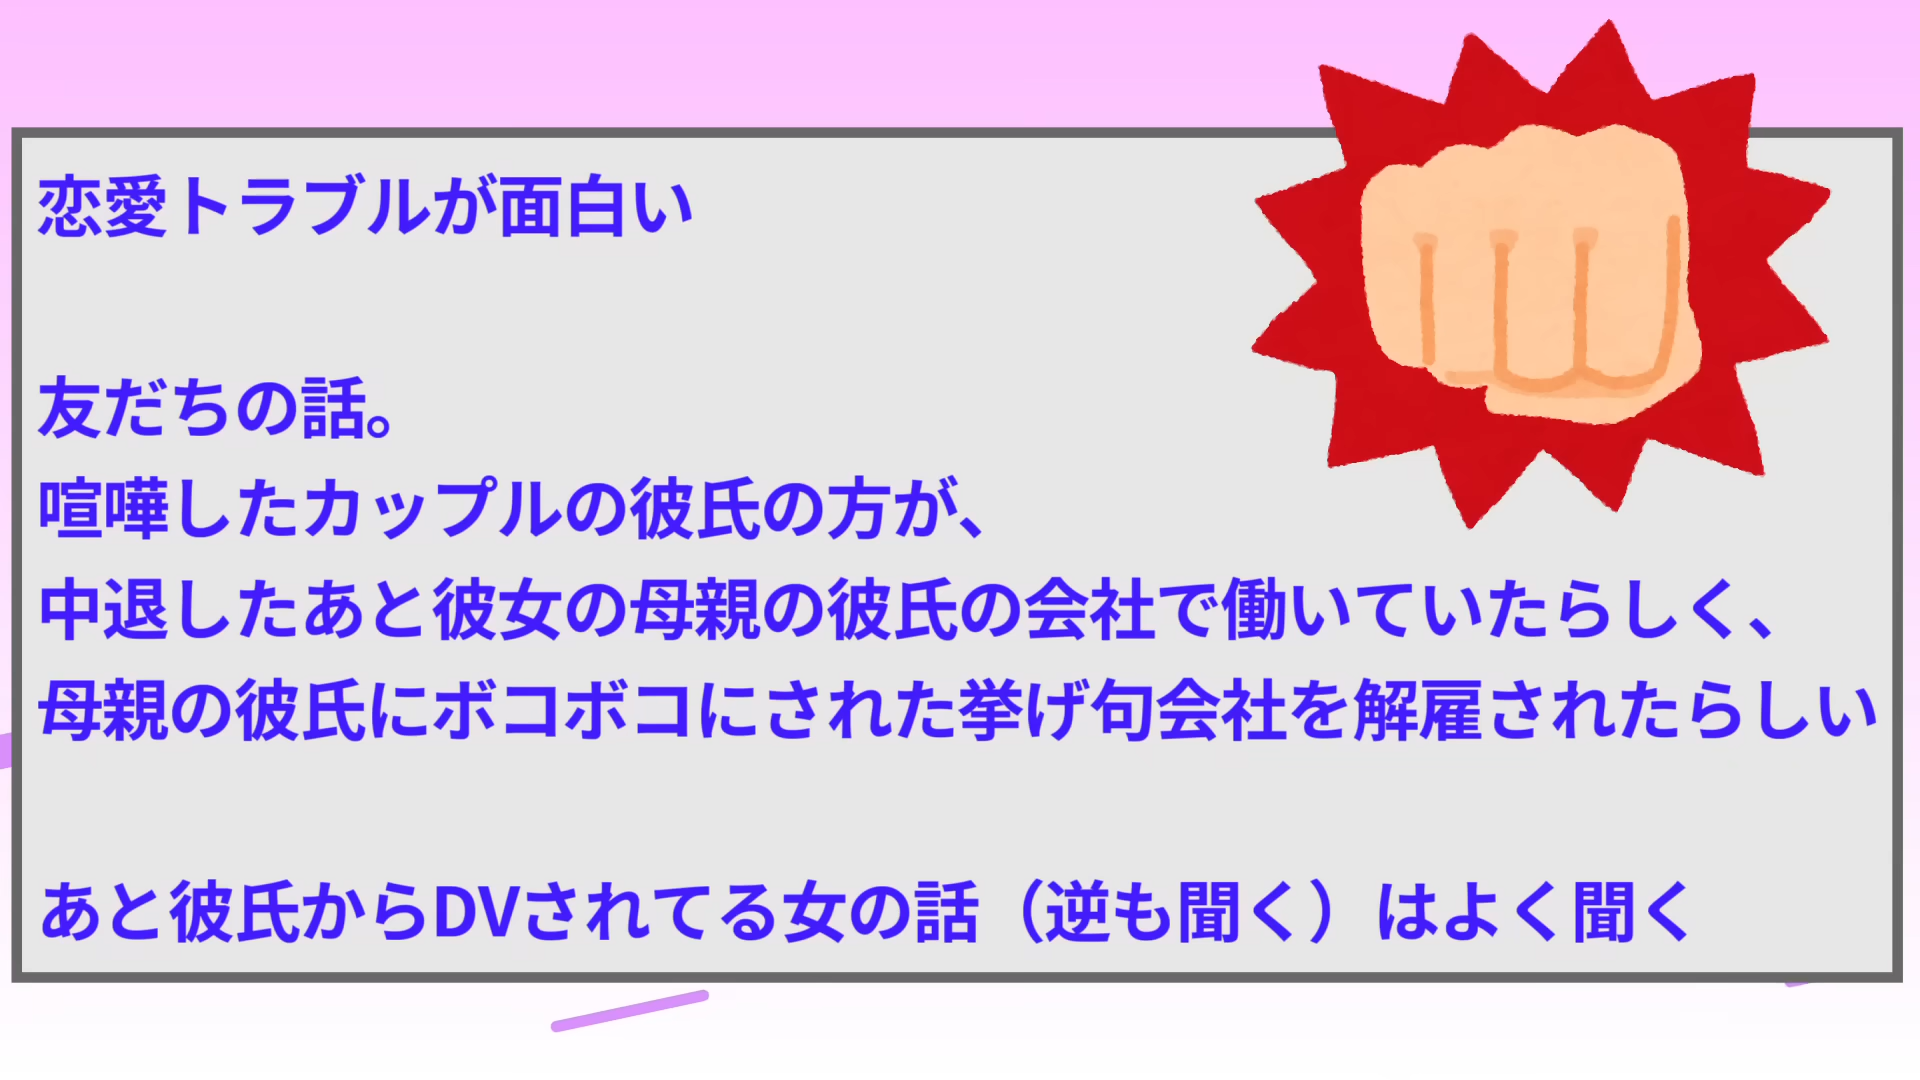 恋愛トラブルが面白い
友だちの話。
喧嘩したカップルの彼氏の方が、
中退したあと彼女の母親の彼氏の会社で働いていたらしく、
母親の彼氏にボコボコにされた挙げ句会社を解雇されたらしい
あと彼氏からDVされてる女の話（逆も聞く）はよく聞く